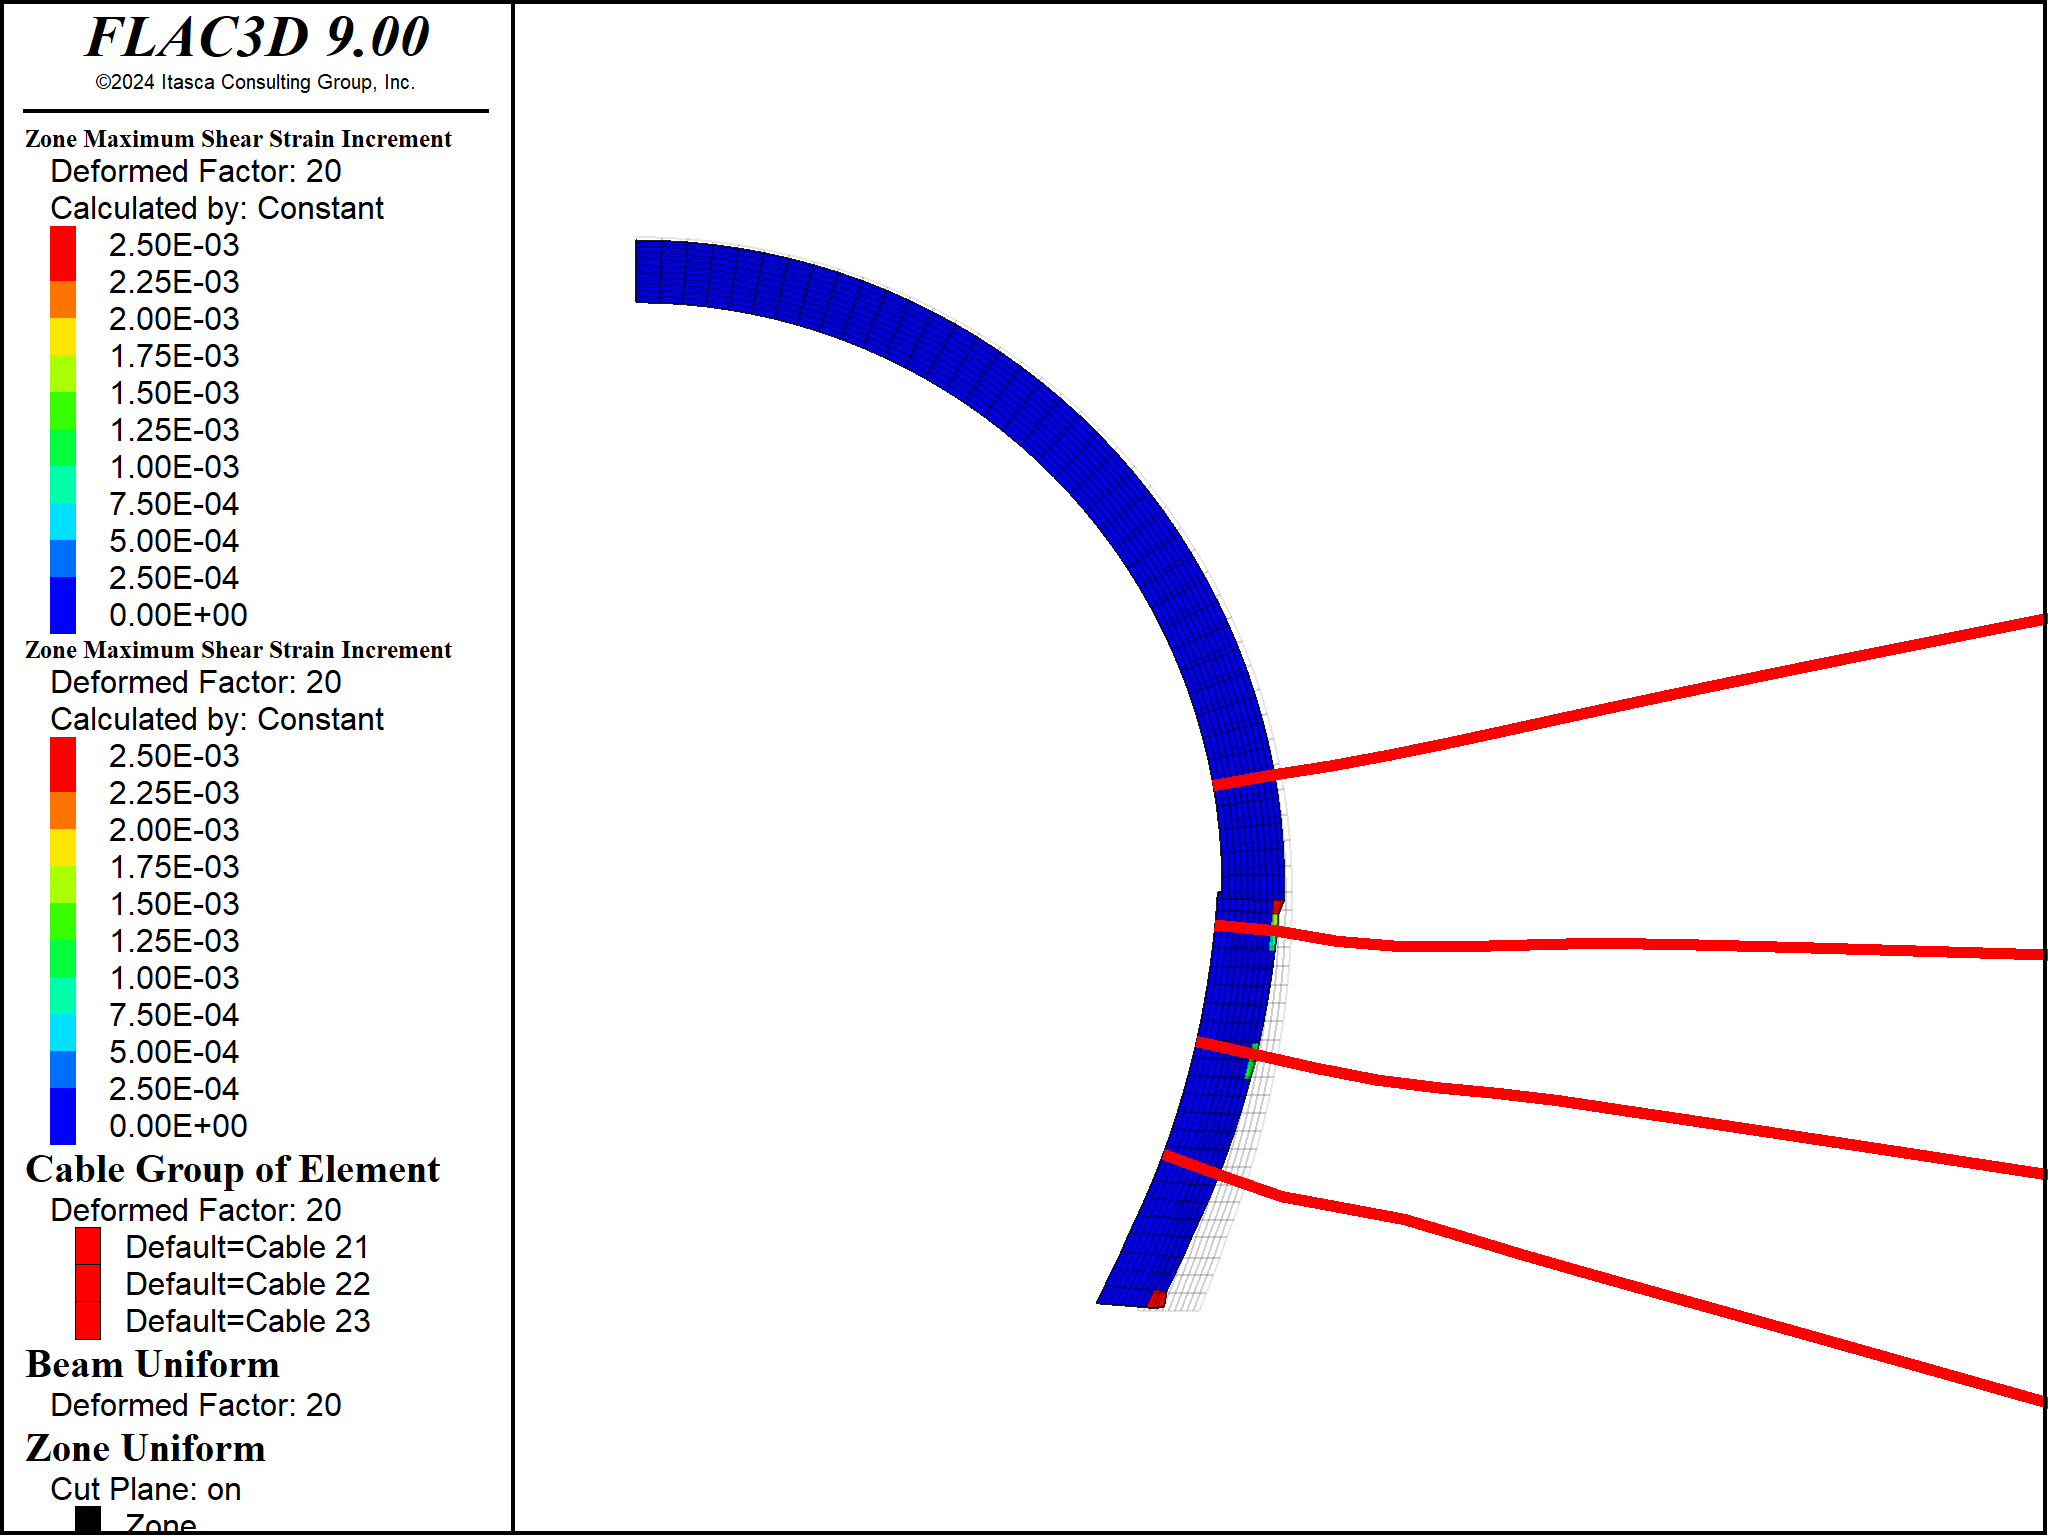 FLAC3D 9.00
©2024 Itasca Consulting Group, Inc.
Zone Maximum Shear Strain Increment
Deformed Factor: 20
Calculated by: Constant
2.50E-03
2.25E-03
2.00E-03
1.75E-03
1.50E-03
1.25E-03
1.00E-03
7.50E-04
5.00E-04
2.50E-04
0.00E+00
Zone Maximum Shear Strain Increment
Deformed Factor: 20
Calculated by: Constant
2.50E-03
2.25E-03
2.00E-03
1.75E-03
1.50E-03
1.25E-03
1.00E-03
7.50E-04
5.00E-04
2.50E-04
0.00E+00
Cable Group of Element
Deformed Factor: 20
Default=Cable 21
Default=Cable 22
Default=Cable 23
Beam Uniform
Deformed Factor: 20
Zone Uniform
Cut Plane: on
Zone